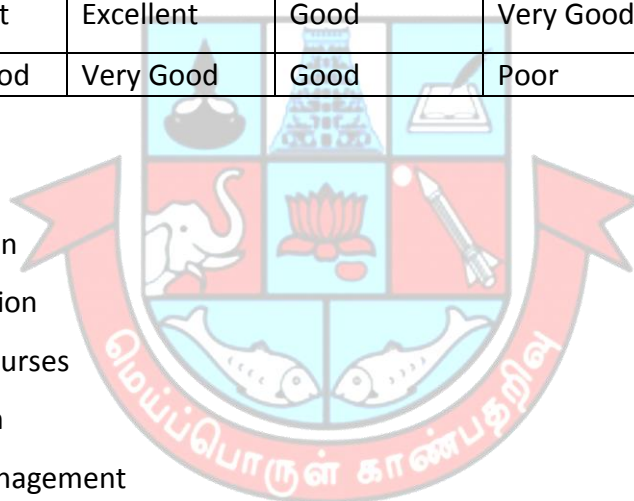 t Excellent Good Very Good
od Very Good Good Poor
n
ion
urses
n
nagement
மெய்ப்பொருள் காண்பதறிவு